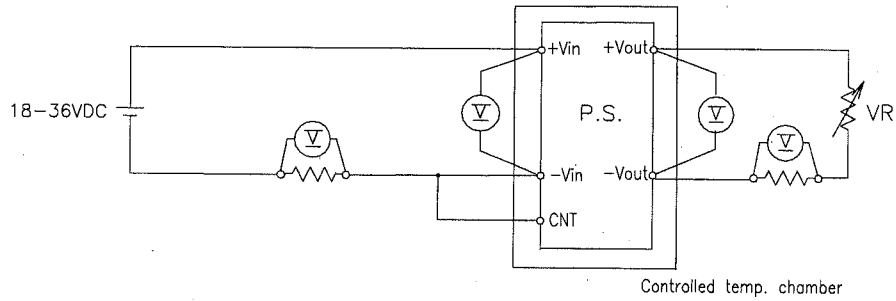 +Vin
+Vout
18-36VDC
V
P.S.
V
VR
V
V
-Vin
-Vout
CNT
Controlled temp. chamber